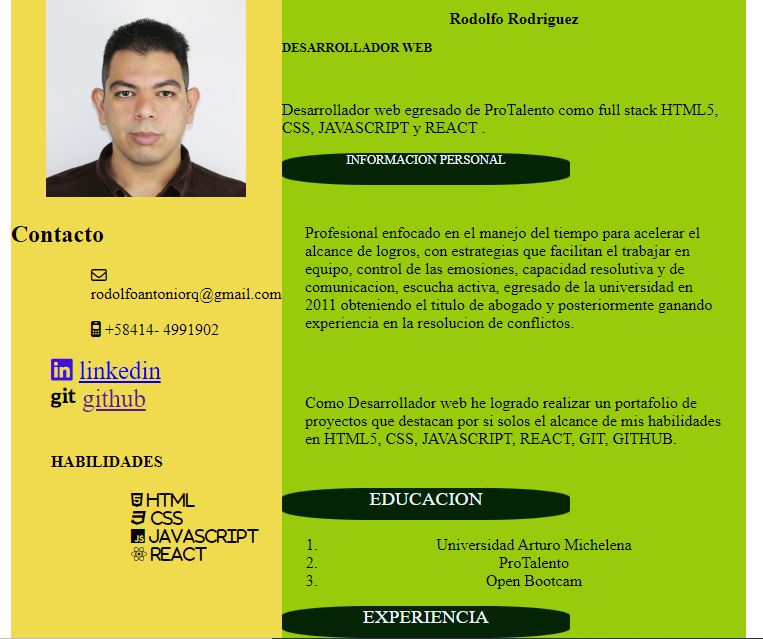 Contacto
rodolfoantoniorq@gmail.com
+58414- 4991902
in linkedin
git github
HABILIDADES
HTML
CSS
JS JAVASCRIPT
REACT
Rodolfo Rodriguez
DESARROLLADOR WEB
Desarrollador web egresado de ProTalento como full stack HTML5,
CSS, JAVASCRIPT y REACT .
INFORMACION PERSONAL
Profesional enfocado en el manejo del tiempo para acelerar el
alcance de logros, con estrategias que facilitan el trabajar en
equipo, control de las emosiones, capacidad resolutiva y de
comunicacion, escucha activa, egresado de la universidad en
2011 obteniendo el titulo de abogado y posteriormente ganando
experiencia en la resolucion de conflictos.
Como Desarrollador web he logrado realizar un portafolio de
proyectos que destacan por si solos el alcance de mis habilidades
en HTML5, CSS, JAVASCRIPT, REACT, GIT, GITHUB.
EDUCACION
1. Universidad Arturo Michelena
2. ProTalento
3. Open Bootcam
EXPERIENCIA